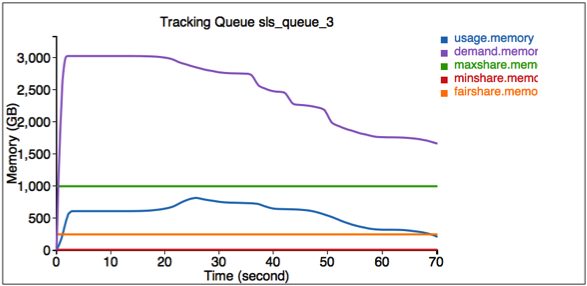 Tracking Queue sls_queue_3
usage.memory
demand.memor
maxshare.mem
minshare.memc
fairshare.memo
Memory (GB)
3,000
2,500
2,000
1,500
1,000
500
0
0 10 20 30 40 50 60 70
Time (second)